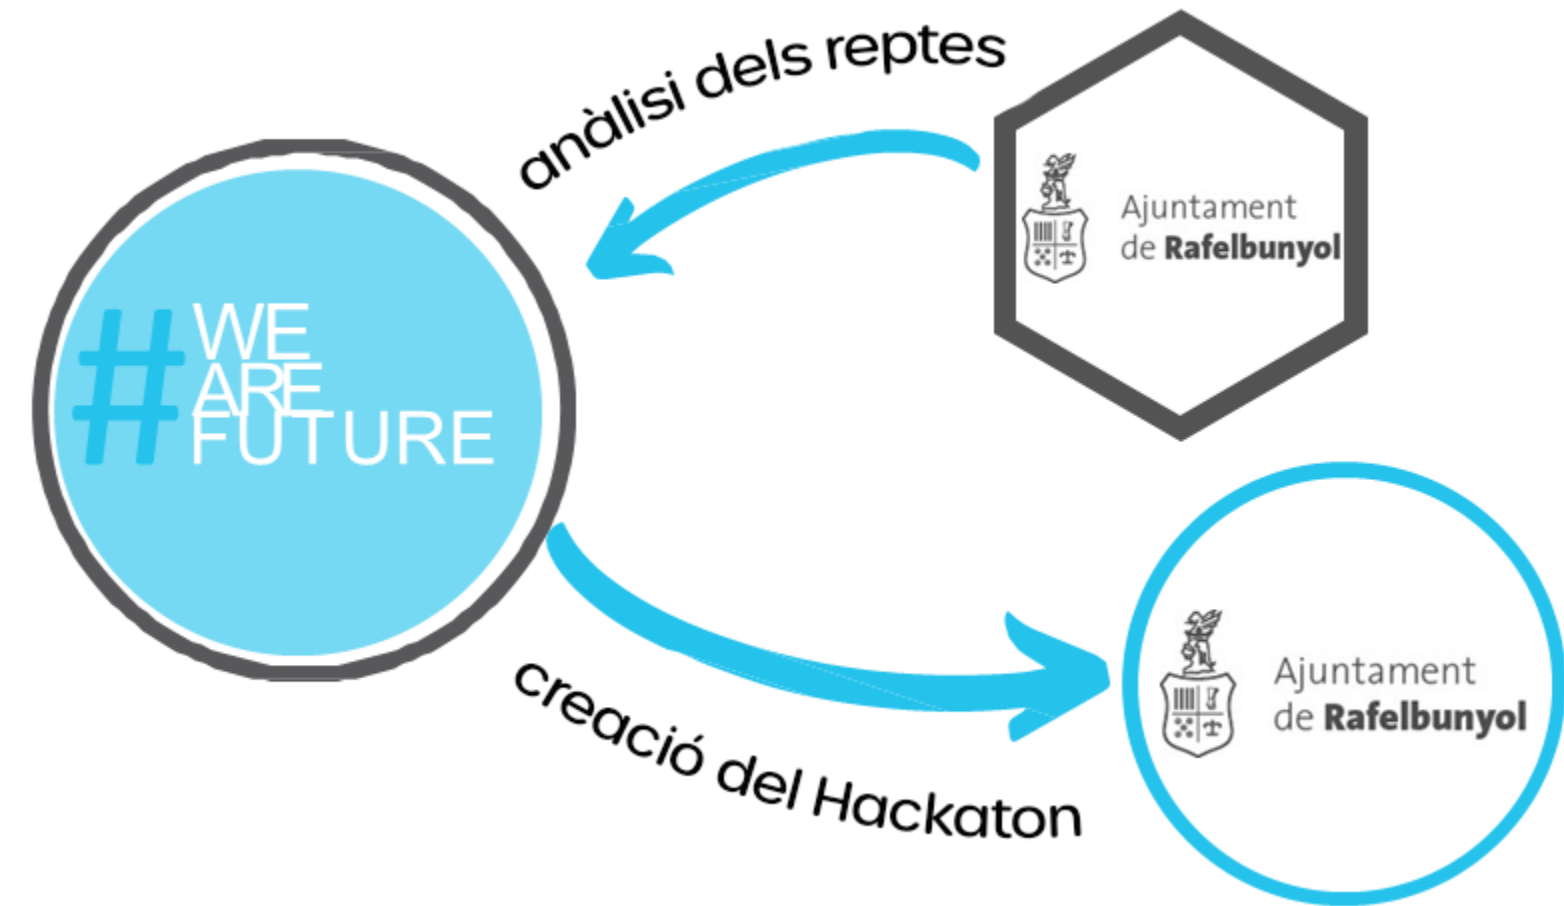 anàlisi dels reptes
Ajuntament
de Rafelbunyol
#WE
ARE
FUTURE
creació del Hackaton
Ajuntament
de Rafelbunyol